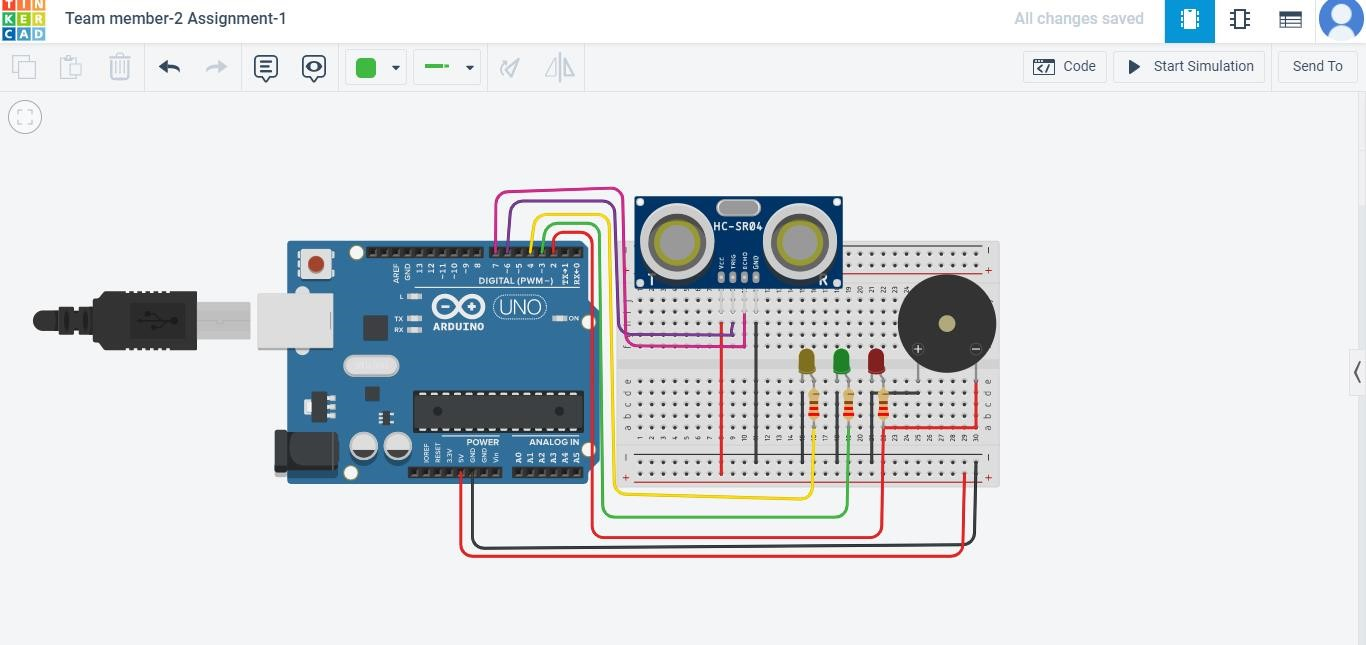 TIN
KER
CAD
Team member-2 Assignment-1
All changes saved
Code
Start Simulation
Send To
HC-SR04
VCC
TRIG
ECHO
GND
T
R
AREF
GND
13
12
~11
~10
~9
8
7
~6
~5
4
~3
2
TX→1
RX←0
DIGITAL (PWM~)
L
TX
RX
ARDUINO
UNO
ON
POWER
ANALOG IN
IOREF
RESET
3.3V
5V
GND
GND
Vin
A0
A1
A2
A3
A4
A5